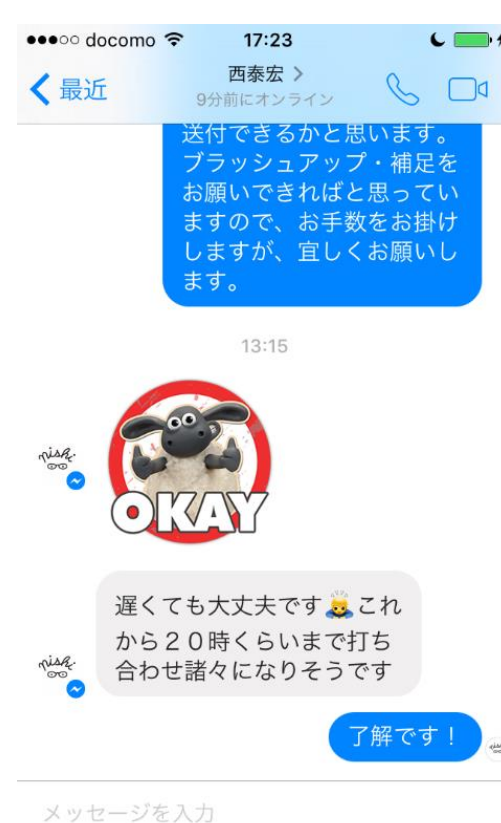 ●●●○○ docomo 17:23
最近
西泰宏 >
9分前にオンライン
送付できるかと思います。
ブラッシュアップ・補足を
お願いできればと思ってい
ますので、お手数をお掛け
しますが、宜しくお願いし
ます。
13:15
nishi
OKAY
遅くても大丈夫です🙇これ
から２０時くらいまで打ち
合わせ諸々になりそうです
nishi
了解です！
メッセージを入力